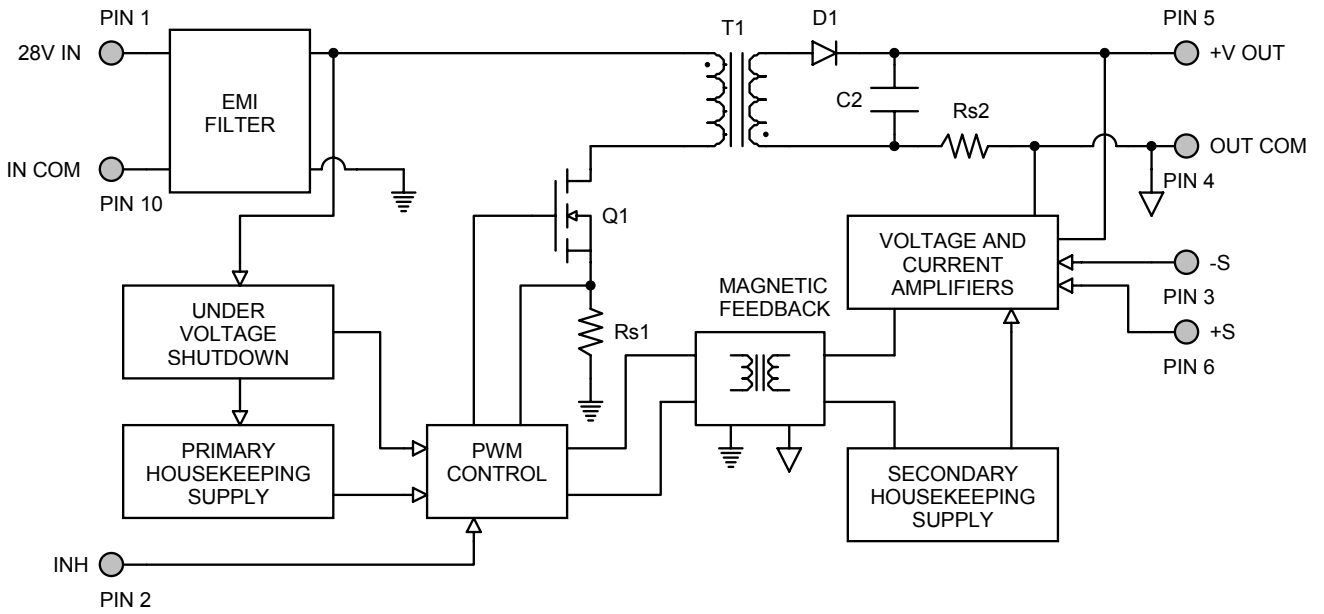 PIN 1
28V IN
EMI
FILTER
IN COM
PIN 10
T1
D1
PIN 5
+V OUT
C2
Rs2
OUT COM
PIN 4
Q1
VOLTAGE AND
CURRENT
AMPLIFIERS
-S
PIN 3
+S
PIN 6
UNDER
VOLTAGE
SHUTDOWN
Rs1
MAGNETIC
FEEDBACK
PRIMARY
HOUSEKEEPING
SUPPLY
PWM
CONTROL
SECONDARY
HOUSEKEEPING
SUPPLY
INH
PIN 2